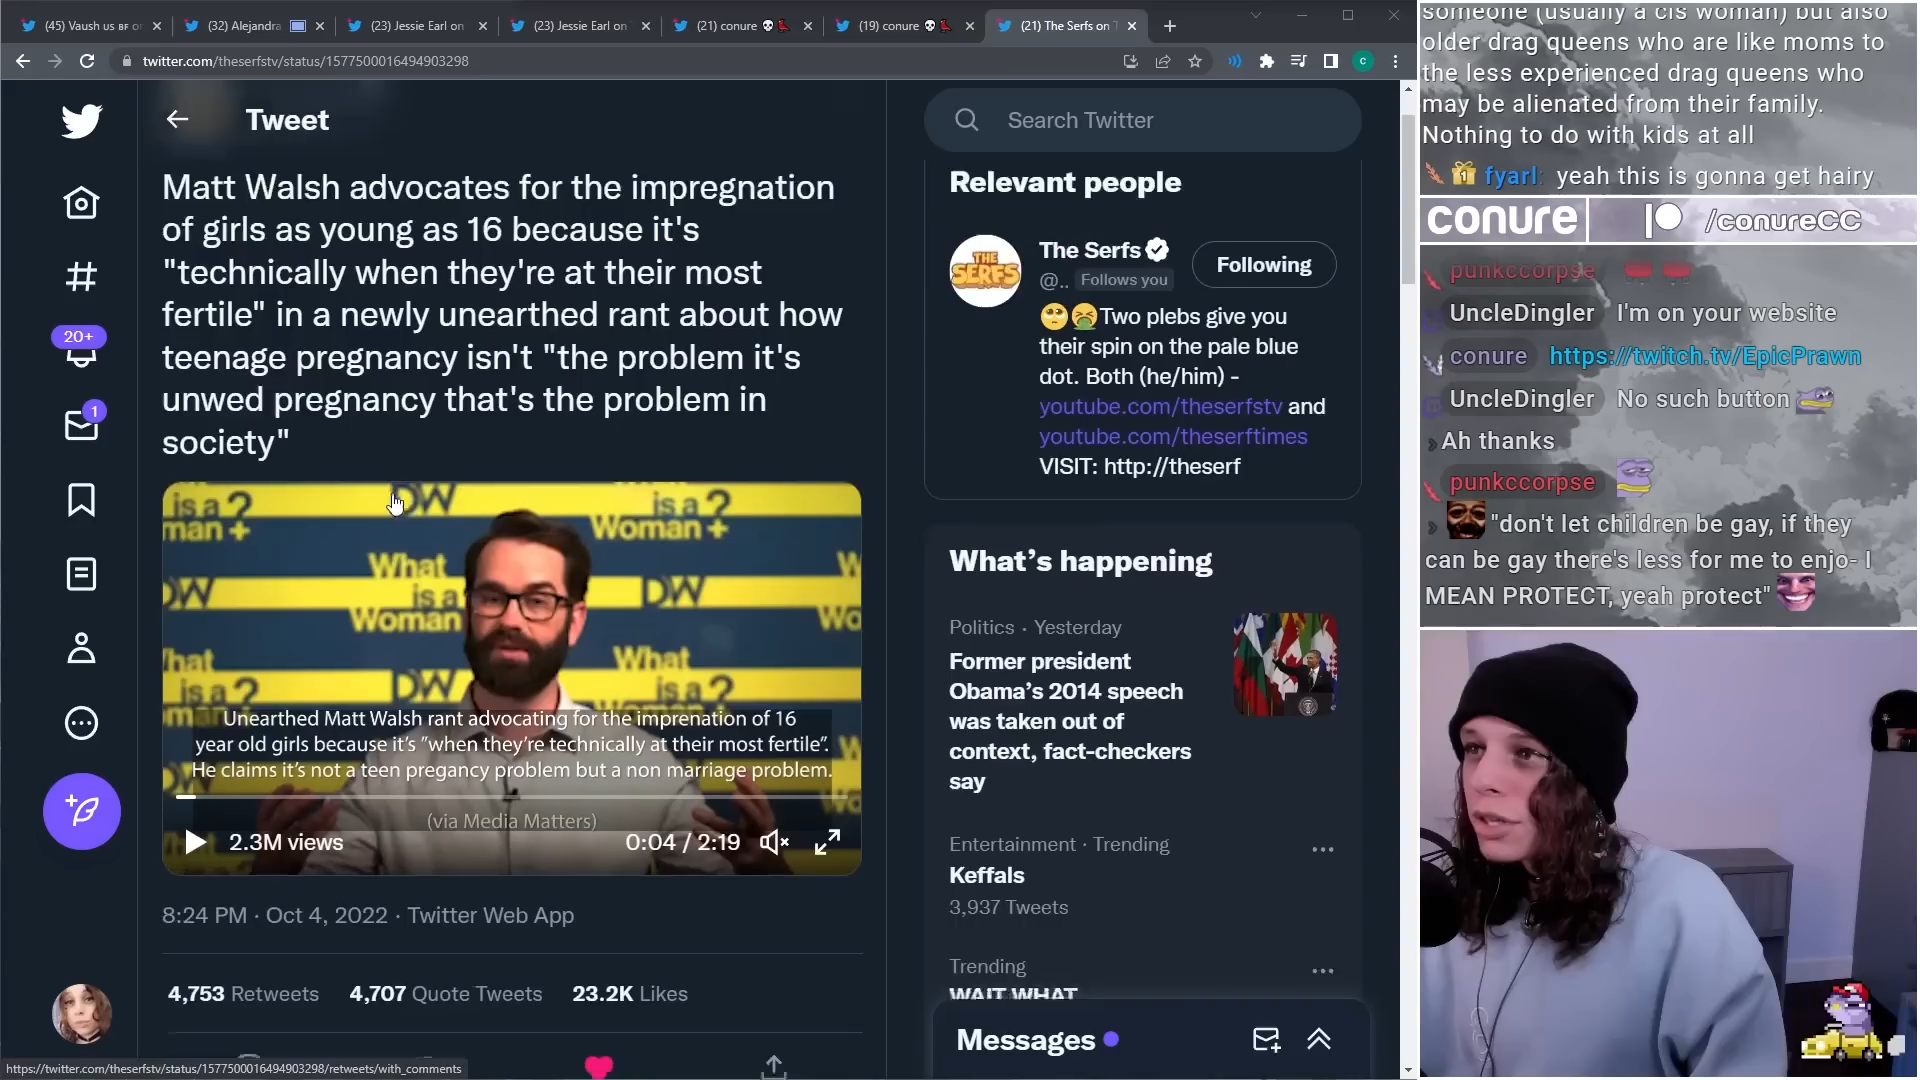 (45) Vaush us BF or
(32) Alejandra
(23) Jessie Earl on
(23) Jessie Earl on
(21) conure
(19) conure
(21) The Serfs on T
twitter.com/theserfstv/status/1577500016494903298
Tweet
Matt Walsh advocates for the impregnation
of girls as young as 16 because it's
"technically when they're at their most
fertile" in a newly unearthed rant about how
teenage pregnancy isn't "the problem it's
unwed pregnancy that's the problem in
society"
20+
1
What
is a ?
Woman +
DW
Unearthed Matt Walsh rant advocating for the imprenation of 16
year old girls because it's "when they're technically at their most fertile".
He claims it's not a teen pregancy problem but a non marriage problem.
(via Media Matters)
2.3M views
0:04 / 2:19
8:24 PM · Oct 4, 2022 · Twitter Web App
4,753 Retweets 4,707 Quote Tweets 23.2K Likes
https://twitter.com/theserfstv/status/1577500016494903298/retweets/with_comments
Search Twitter
Relevant people
THE
SERFS
The Serfs
@.. Follows you
Following
Two plebs give you
their spin on the pale blue
dot. Both (he/him) -
youtube.com/theserfstv and
youtube.com/theserftimes
VISIT: http://theserf
What's happening
Politics · Yesterday
Former president
Obama's 2014 speech
was taken out of
context, fact-checkers
say
Entertainment · Trending
Keffals
3,937 Tweets
Trending
WAIT WHAT
Messages
someone (usually a cis woman) but also
older drag queens who are like moms to
the less experienced drag queens who
may be alienated from their family.
Nothing to do with kids at all
1 fyarl: yeah this is gonna get hairy
conure /conureCC
punkccorpse
UncleDingler I'm on your website
conure https://twitch.tv/EpicPrawn
UncleDingler No such button
Ah thanks
punkccorpse
"don't let children be gay, if they
can be gay there's less for me to enjo- I
MEAN PROTECT, yeah protect"